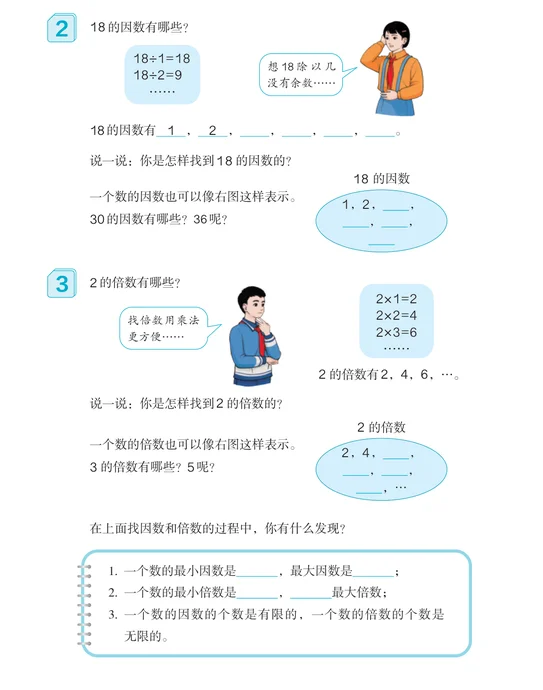 2 18的因数有哪些？
18÷1=18
18÷2=9
……
想18除以几
没有余数……
18的因数有 1 ， 2 ，____，____，____，____。
说一说：你是怎样找到18的因数的？
一个数的因数也可以像右图这样表示。
30的因数有哪些？36呢？
18 的因数
1，2，____，
____，____，
____
3 2的倍数有哪些？
找倍数用乘法
更方便……
2×1=2
2×2=4
2×3=6
……
2的倍数有2，4，6，…。
说一说：你是怎样找到2的倍数的？
一个数的倍数也可以像右图这样表示。
3的倍数有哪些？5呢？
2 的倍数
2，4，____，
____，____，
____，…
在上面找因数和倍数的过程中，你有什么发现？
1. 一个数的最小因数是______，最大因数是______；
2. 一个数的最小倍数是______，______最大倍数；
3. 一个数的因数的个数是有限的，一个数的倍数的个数是
无限的。